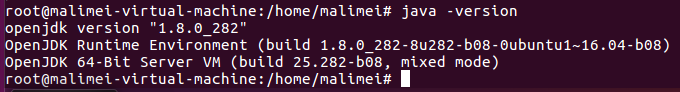 root@malimei-virtual-machine:/home/malimei# java -version
openjdk version "1.8.0_282"
OpenJDK Runtime Environment (build 1.8.0_282-8u282-b08-0ubuntu1~16.04-b08)
OpenJDK 64-Bit Server VM (build 25.282-b08, mixed mode)
root@malimei-virtual-machine:/home/malimei#